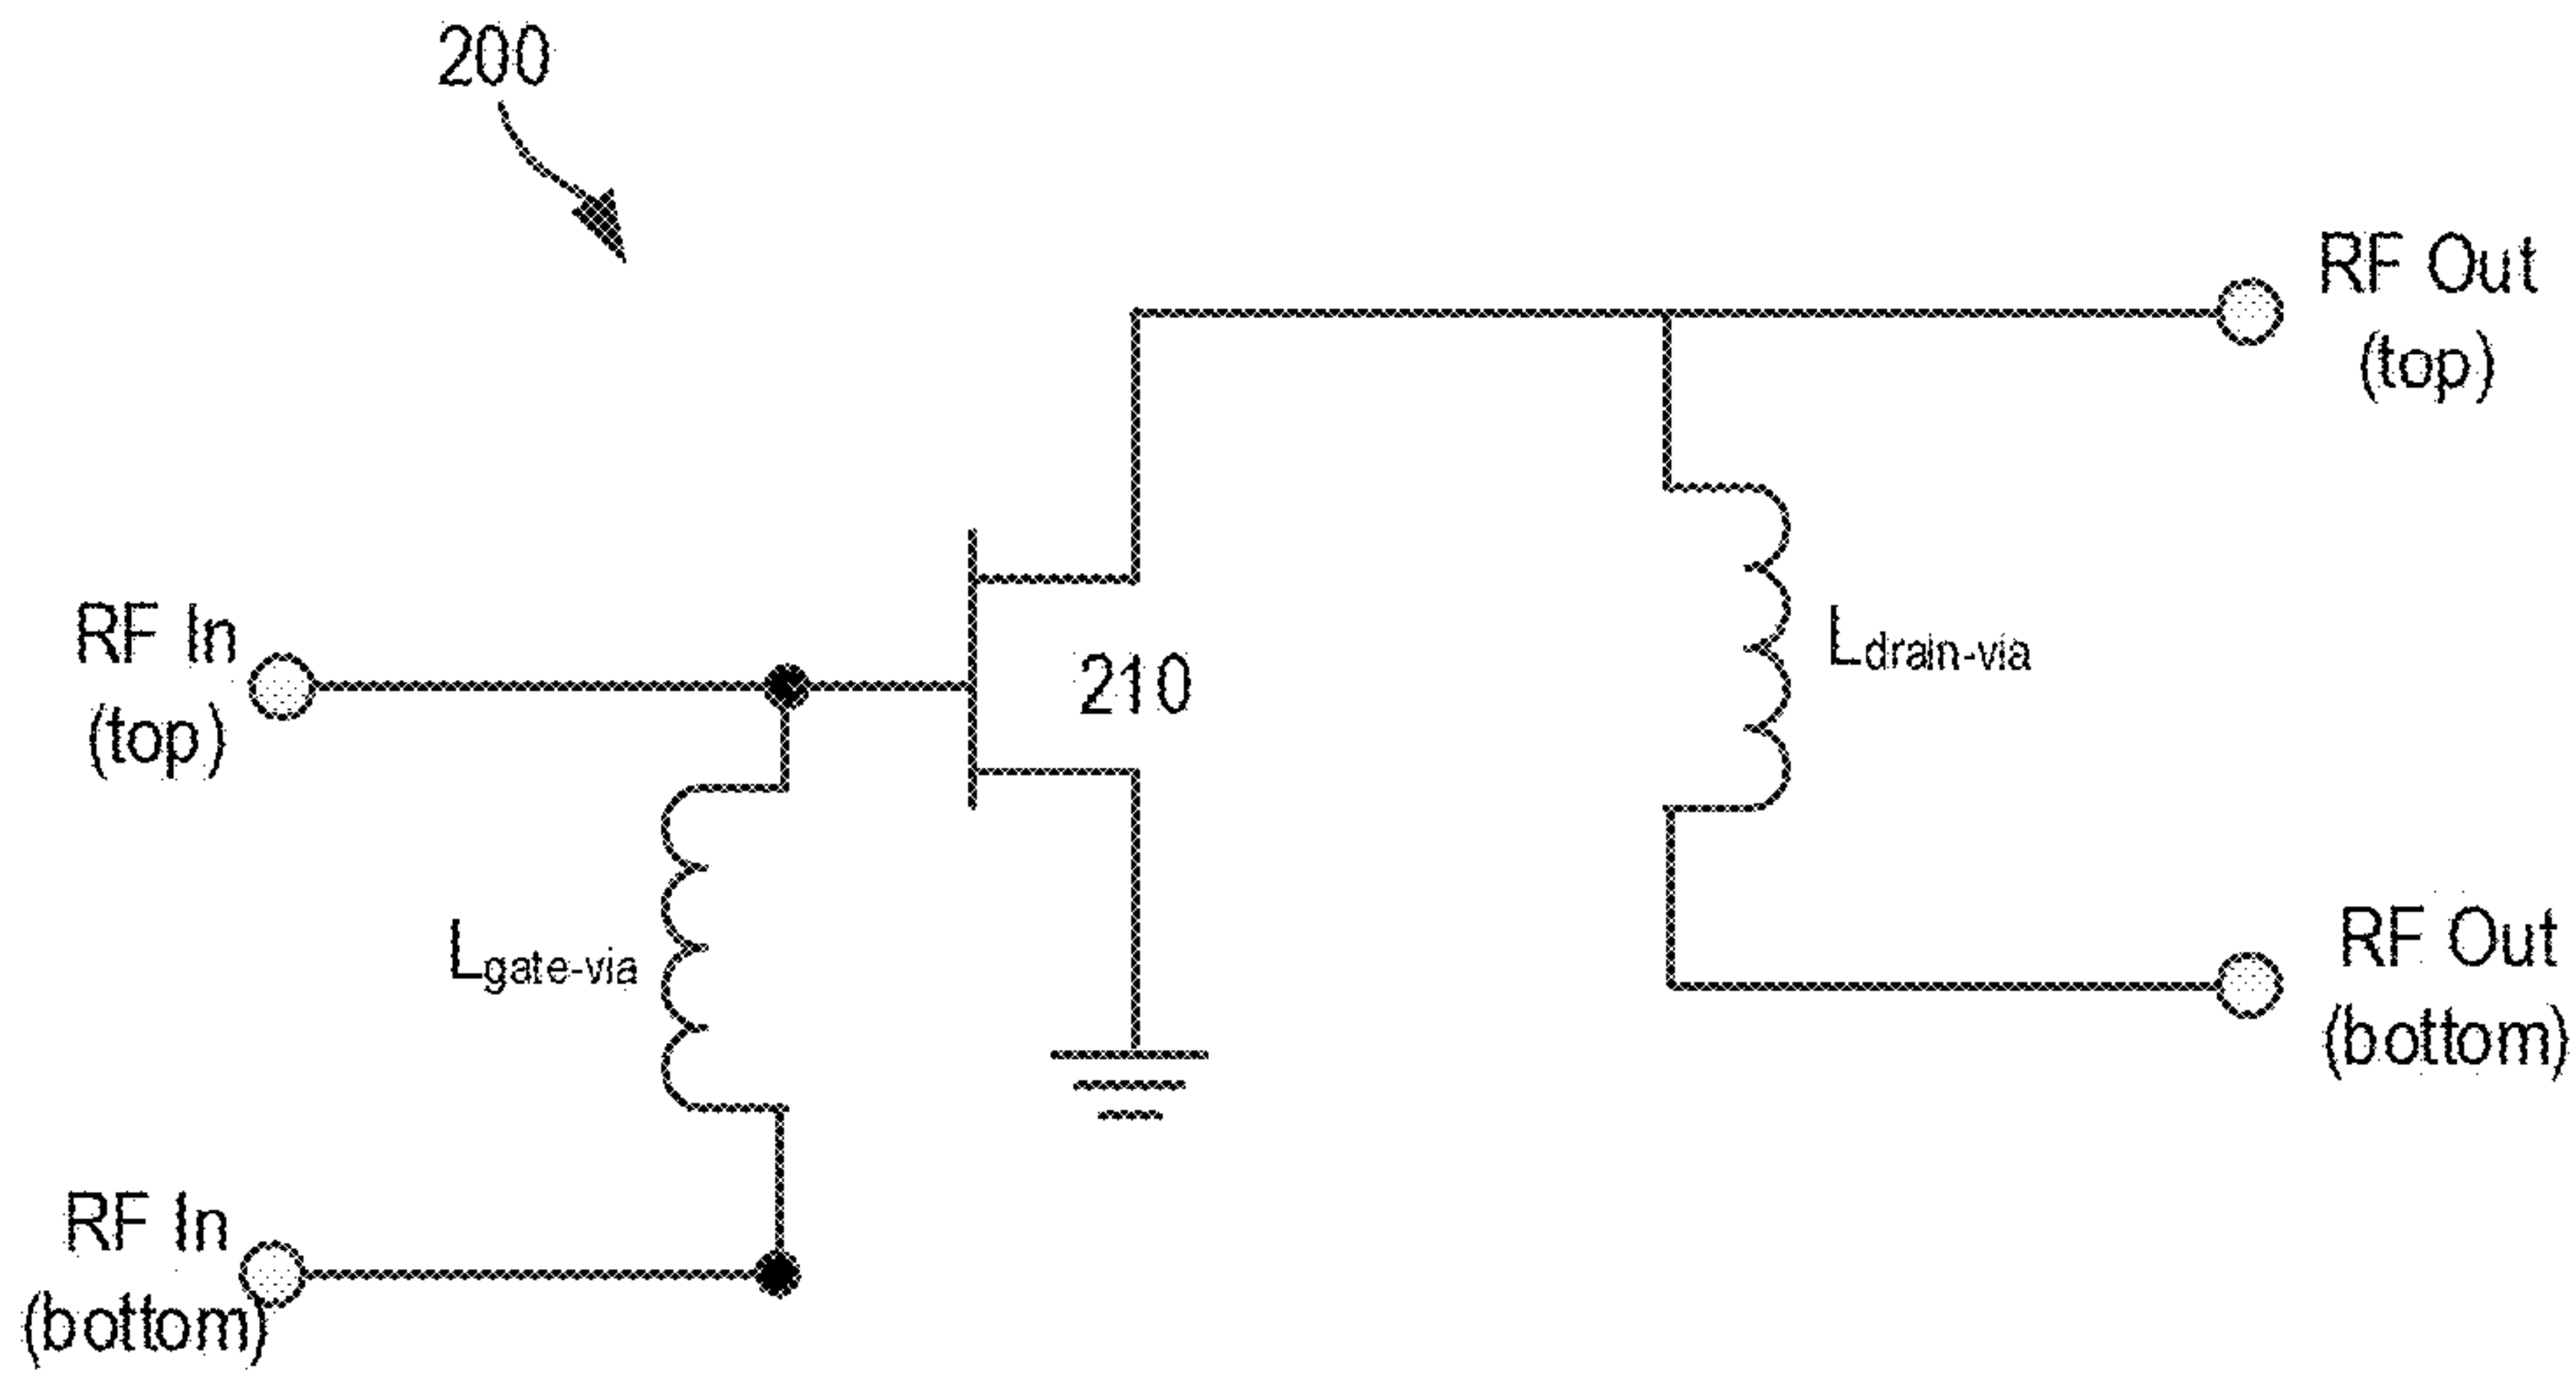 200
RF Out
(top)
RF In
(top)
210
Ldrain-via
Lgate-via
RF Out
(bottom)
RF In
(bottom)